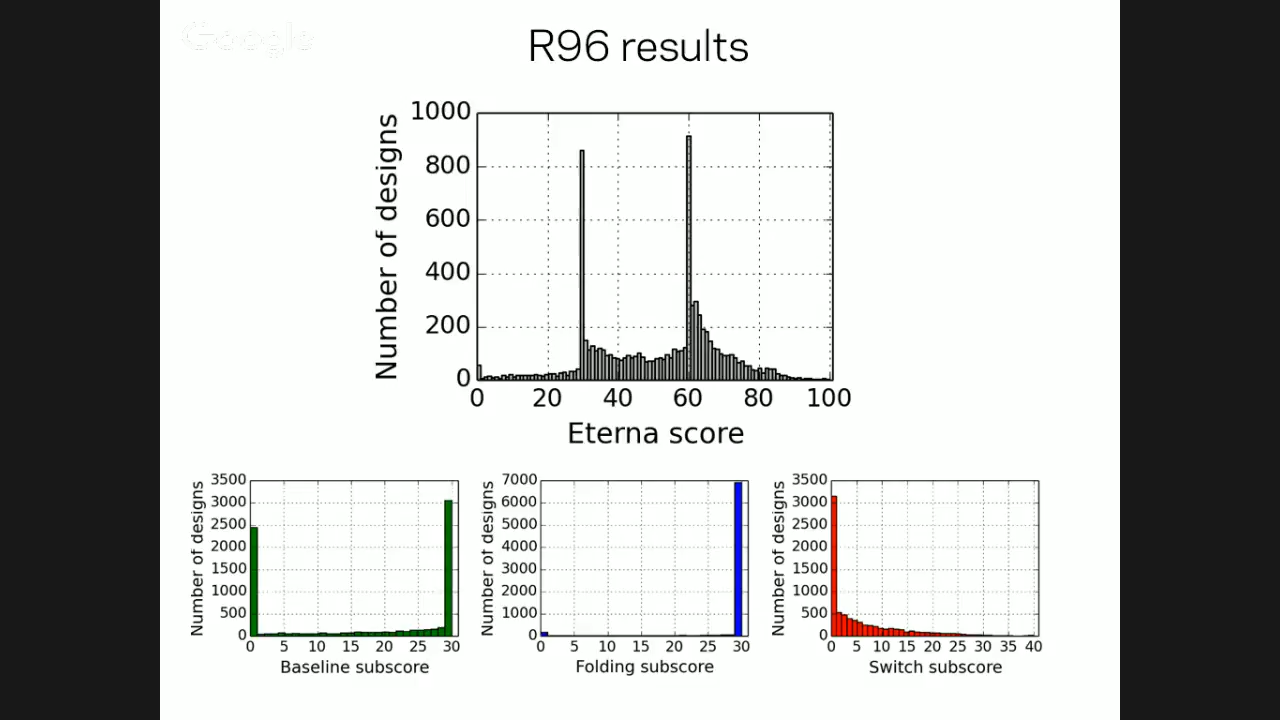 Google
R96 results
Number of designs
1000
800
600
400
200
0
0 20 40 60 80 100
Eterna score
Number of designs
3500
3000
2500
2000
1500
1000
500
0
0 5 10 15 20 25 30
Baseline subscore
Number of designs
7000
6000
5000
4000
3000
2000
1000
0
0 5 10 15 20 25 30
Folding subscore
Number of designs
3500
3000
2500
2000
1500
1000
500
0
0 5 10 15 20 25 30 35 40
Switch subscore